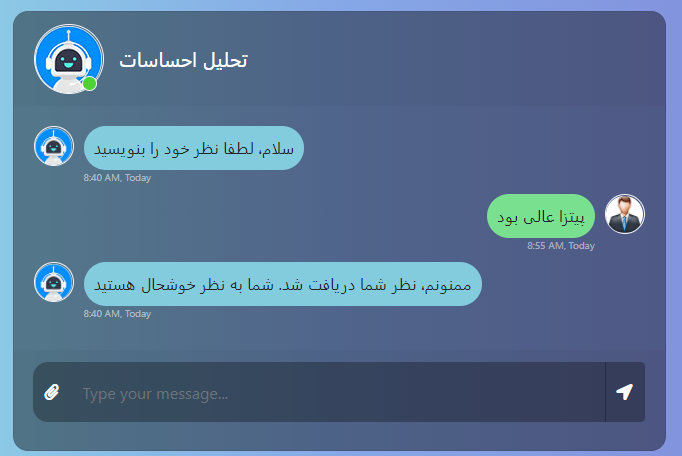 تحلیل احساسات
سلام، لطفا نظر خود را بنویسید
8:40 AM, Today
پیتزا عالی بود
8:55 AM, Today
ممنونم، نظر شما دریافت شد. شما به نظر خوشحال هستید
8:40 AM, Today
Type your message...